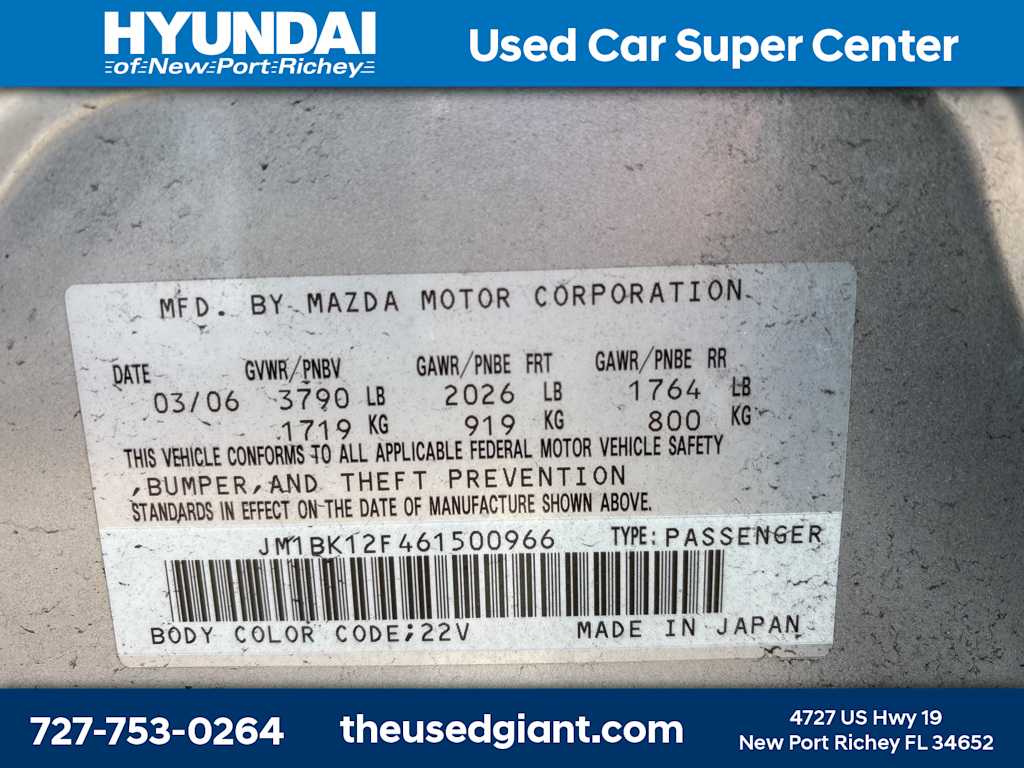 HYUNDAI
of New Port Richey
Used Car Super Center
MFD. BY MAZDA MOTOR CORPORATION
DATE GVWR/PNBV GAWR/PNBE FRT GAWR/PNBE RR
03/06 3790 LB 2026 LB 1764 LB
1719 KG 919 KG 800 KG
THIS VEHICLE CONFORMS TO ALL APPLICABLE FEDERAL MOTOR VEHICLE SAFETY
,BUMPER,AND THEFT PREVENTION
STANDARDS IN EFFECT ON THE DATE OF MANUFACTURE SHOWN ABOVE.
JM1BK12F461500966 TYPE: PASSENGER
BODY COLOR CODE;22V MADE IN JAPAN
727-753-0264
theusedgiant.com
4727 US Hwy 19
New Port Richey FL 34652